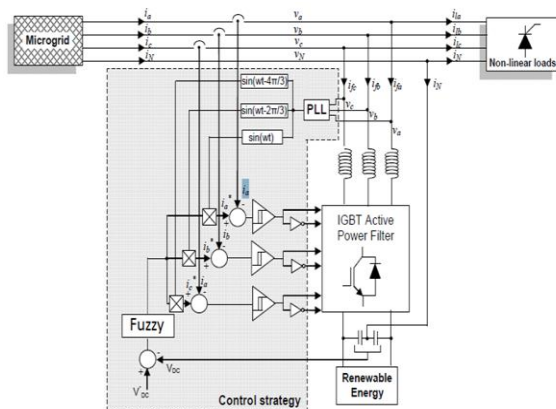 i_a v_a i_la
i_b v_b i_lb
i_c v_c i_lc
i_N v_N i_N
Microgrid
Non-linear loads
sin(wt-4π/3)
sin(wt-2π/3)
sin(wt)
PLL
i_fc i_fb i_fa i_N
v_c
v_b
v_a
i_a* + - i_a
i_b* + - i_b
i_c* + - i_a
IGBT Active
Power Filter
Fuzzy
+ -
V_DC
V*_DC
Control strategy
Renewable
Energy